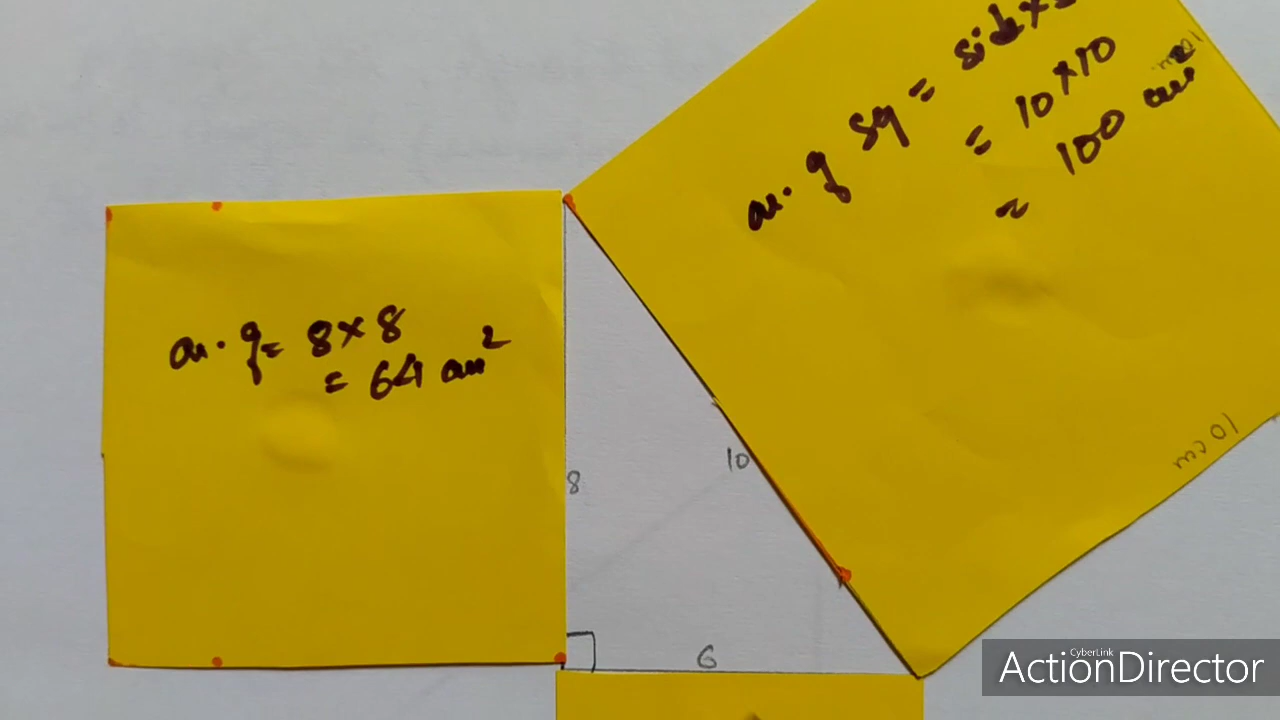 ar. of sq = side×
= 10×10
= 100 cm²
10cm
ar. of = 8×8
= 64 cm²
8
10
10 cm
6
CyberLink
ActionDirector